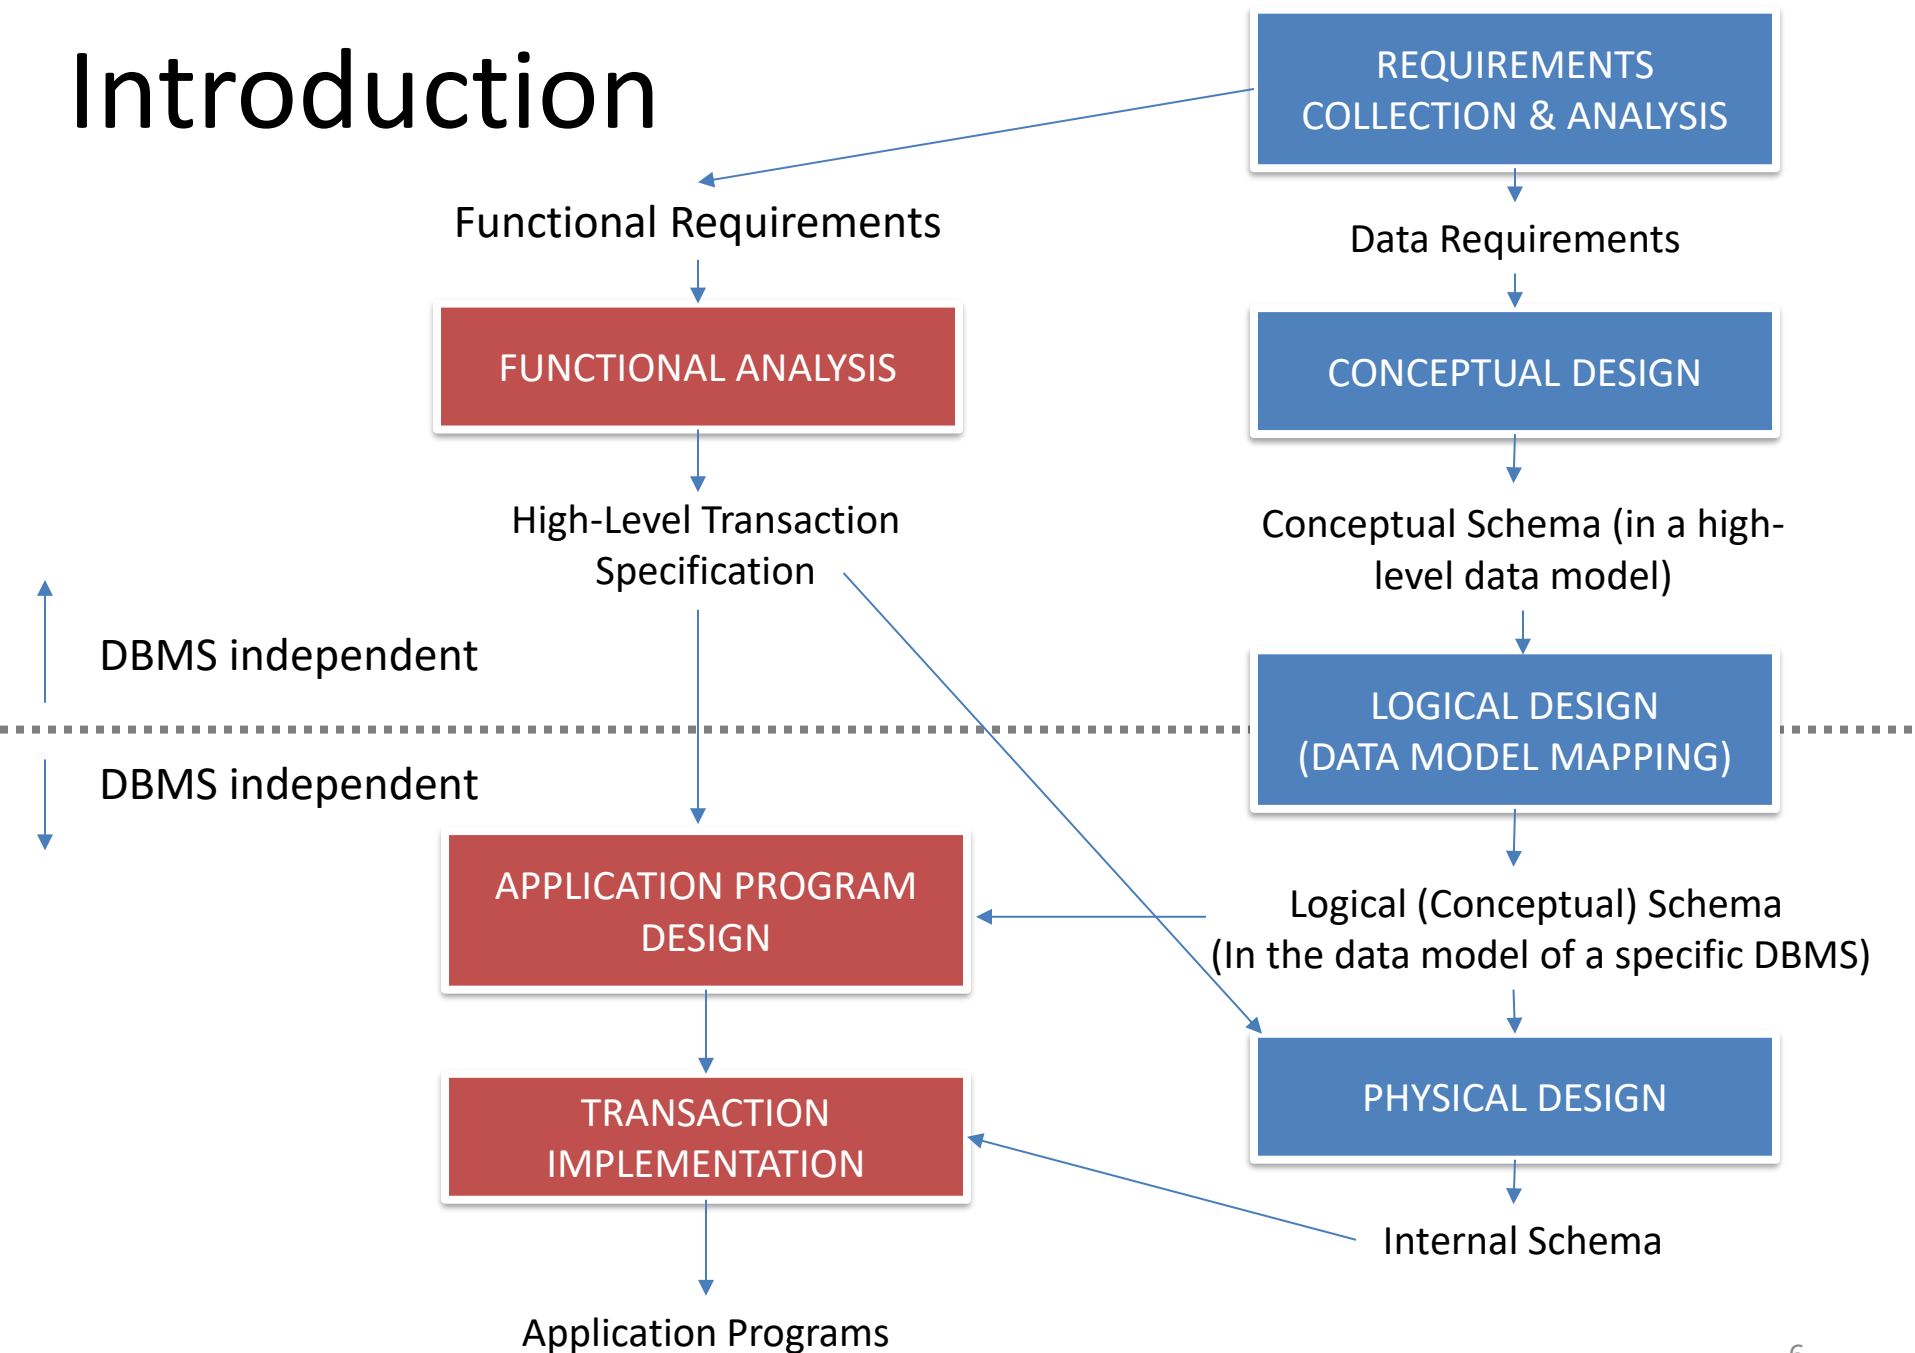 Introduction
REQUIREMENTS
COLLECTION & ANALYSIS
Functional Requirements
Data Requirements
FUNCTIONAL ANALYSIS
CONCEPTUAL DESIGN
High-Level Transaction
Specification
Conceptual Schema (in a high-
level data model)
DBMS independent
LOGICAL DESIGN
(DATA MODEL MAPPING)
DBMS independent
APPLICATION PROGRAM
DESIGN
Logical (Conceptual) Schema
(In the data model of a specific DBMS)
TRANSACTION
IMPLEMENTATION
PHYSICAL DESIGN
Internal Schema
Application Programs
6